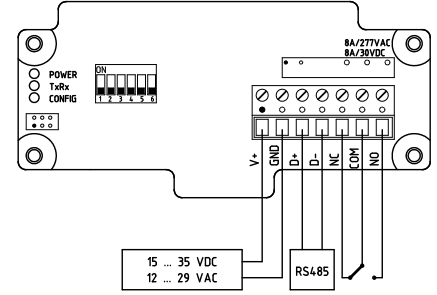 8A/277VAC
8A/30VDC
POWER
TxRx
CONFIG
ON
1 2 3 4 5 6
V+ GND D+ D- NC COM NO
15 ... 35 VDC
12 ... 29 VAC
RS485